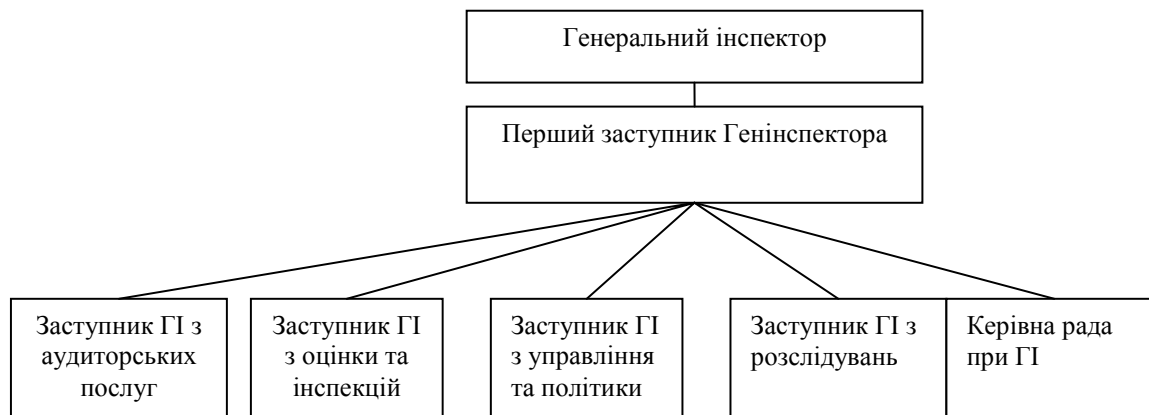 Генеральний інспектор
Перший заступник Генінспектора
Заступник ГІ з
аудиторських
послуг
Заступник ГІ
з оцінки та
інспекцій
Заступник ГІ
з управління
та політики
Заступник ГІ з
розслідувань
Керівна рада
при ГІ